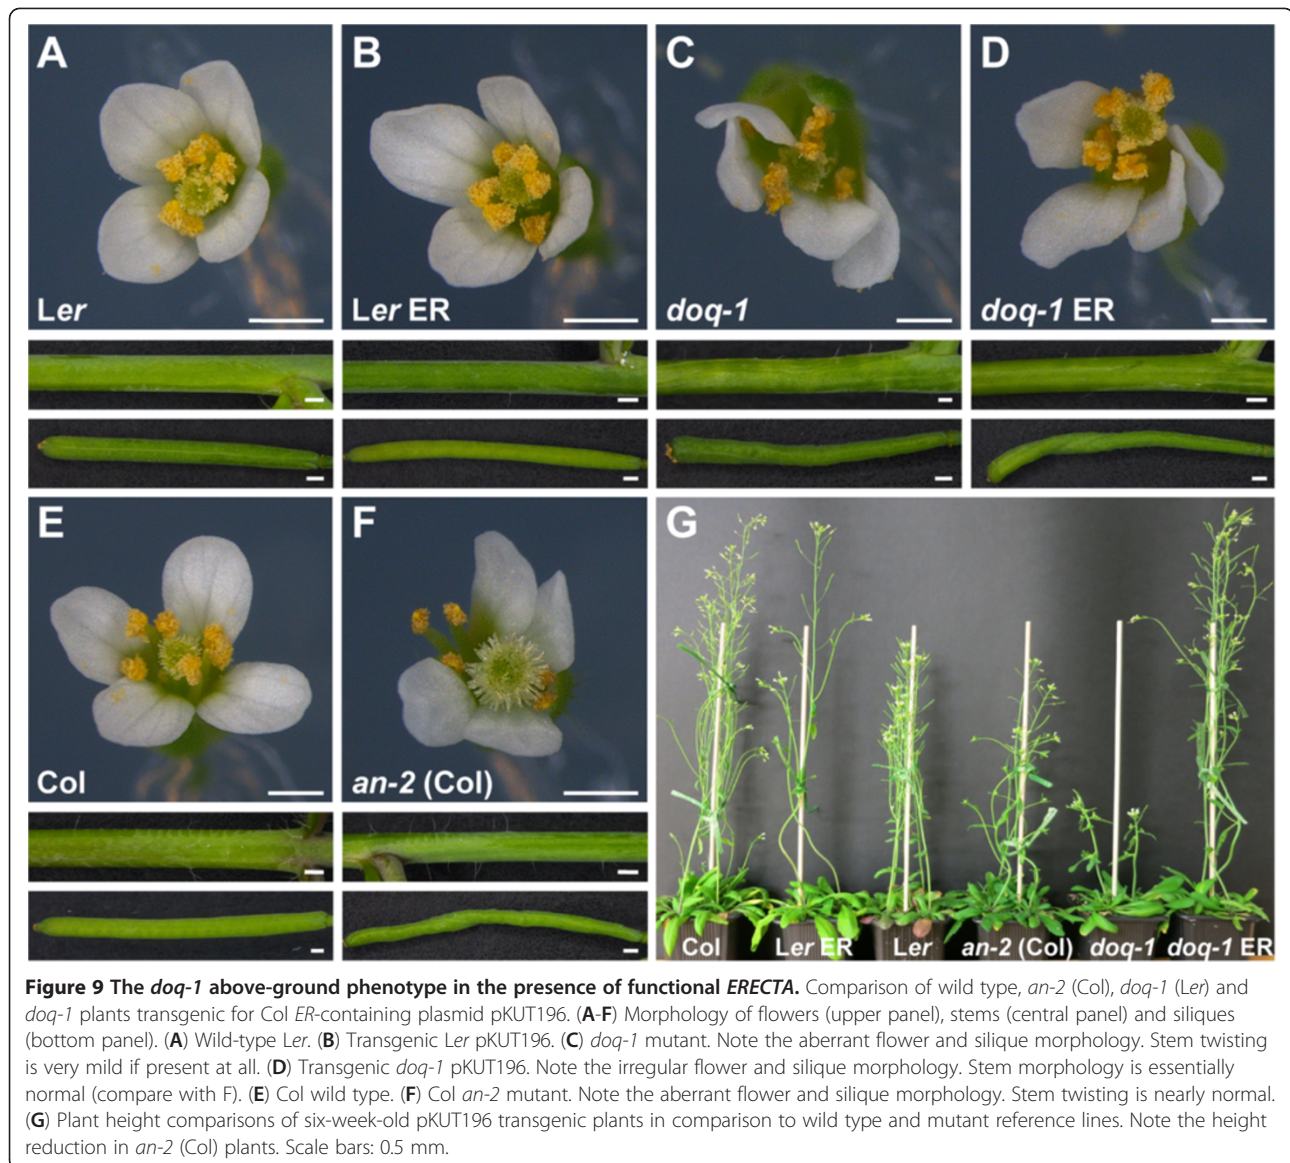 A
B
C
D
Ler
Ler ER
doq-1
doq-1 ER
E
F
G
Col
an-2 (Col)
Col
Ler ER
Ler
an-2 (Col)
doq-1
doq-1 ER
Figure 9 The doq-1 above-ground phenotype in the presence of functional ERECTA. Comparison of wild type, an-2 (Col), doq-1 (Ler) and
doq-1 plants transgenic for Col ER-containing plasmid pKUT196. (A-F) Morphology of flowers (upper panel), stems (central panel) and siliques
(bottom panel). (A) Wild-type Ler. (B) Transgenic Ler pKUT196. (C) doq-1 mutant. Note the aberrant flower and silique morphology. Stem twisting
is very mild if present at all. (D) Transgenic doq-1 pKUT196. Note the irregular flower and silique morphology. Stem morphology is essentially
normal (compare with F). (E) Col wild type. (F) Col an-2 mutant. Note the aberrant flower and silique morphology. Stem twisting is nearly normal.
(G) Plant height comparisons of six-week-old pKUT196 transgenic plants in comparison to wild type and mutant reference lines. Note the height
reduction in an-2 (Col) plants. Scale bars: 0.5 mm.